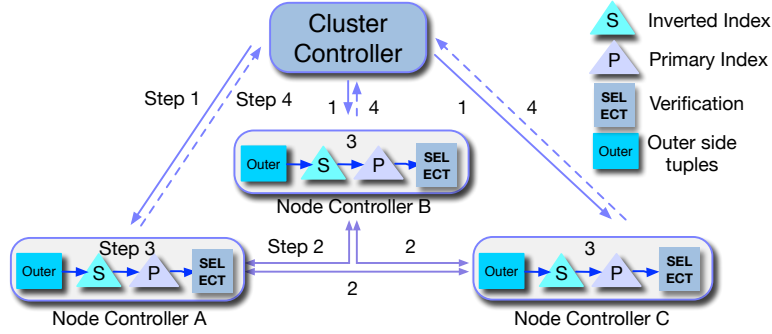 Cluster
Controller
S
Inverted Index
P
Primary Index
SEL
ECT
Verification
Outer
Outer side
tuples
Step 1
Step 4
1
4
1
4
3
Outer
S
P
SEL
ECT
Node Controller B
Step 3
Outer
S
P
SEL
ECT
Node Controller A
Step 2
2
2
3
Outer
S
P
SEL
ECT
Node Controller C